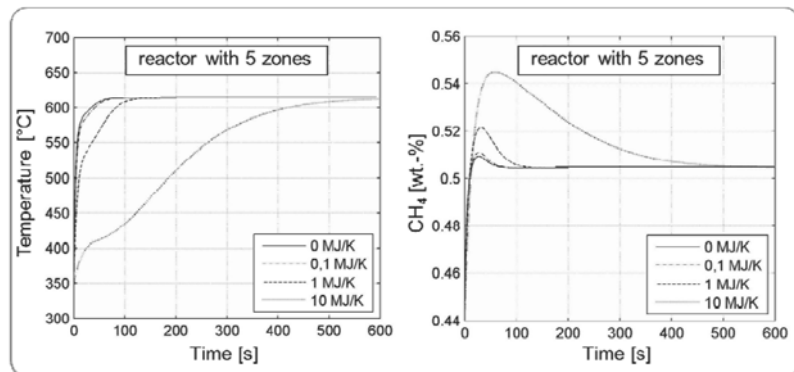 reactor with 5 zones
Temperature [°C]
700
650
600
550
500
450
400
350
300
0 MJ/K
0,1 MJ/K
1 MJ/K
10 MJ/K
0 100 200 300 400 500 600
Time [s]
reactor with 5 zones
CH4 [wt.-%]
0.56
0.54
0.52
0.5
0.48
0.46
0.44
0 MJ/K
0,1 MJ/K
1 MJ/K
10 MJ/K
0 100 200 300 400 500 600
Time [s]